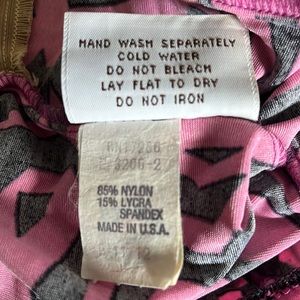 HAND WASH SEPARATELY
COLD WATER
DO NOT BLEACH
LAY FLAT TO DRY
DO NOT IRON
85% NYLON
15% LYCRA
SPANDEX
MADE IN U.S.A.